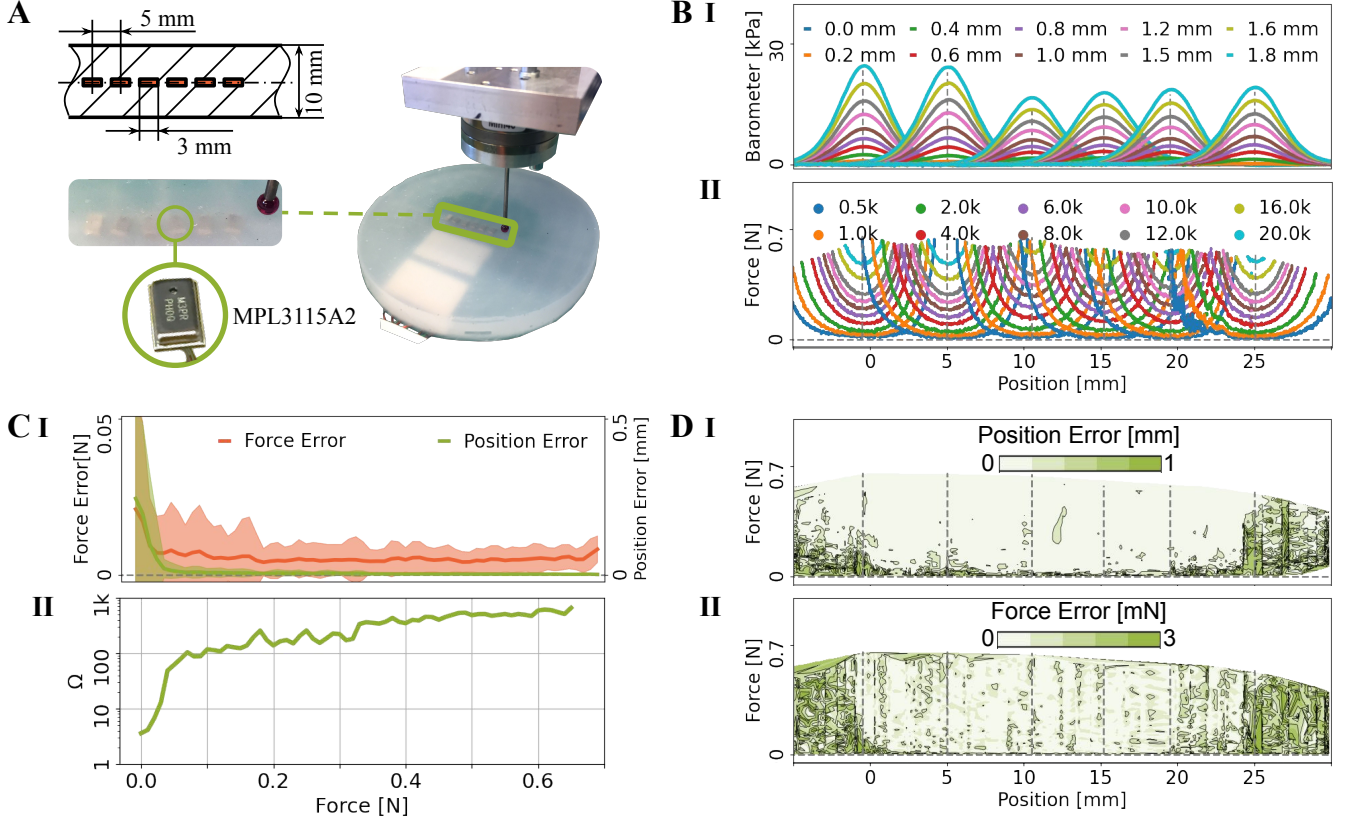 A
5 mm
10 mm
3 mm
Mini40
M3PR
PHDG
MPL3115A2
B I
Barometer [kPa]
30
0
0.0 mm 0.4 mm 0.8 mm 1.2 mm 1.6 mm
0.2 mm 0.6 mm 1.0 mm 1.5 mm 1.8 mm
II
Force [N]
0.7
0
0.5k 2.0k 6.0k 10.0k 16.0k
1.0k 4.0k 8.0k 12.0k 20.0k
0 5 10 15 20 25
Position [mm]
C I
Force Error[N]
0.05
0
Force Error Position Error
0.5
0
Position Error [mm]
II
Ω
1k
100
10
1
0.0 0.2 0.4 0.6
Force [N]
D I
Position Error [mm]
0 1
Force [N]
0.7
0
II
Force Error [mN]
0 3
Force [N]
0.7
0
0 5 10 15 20 25
Position [mm]